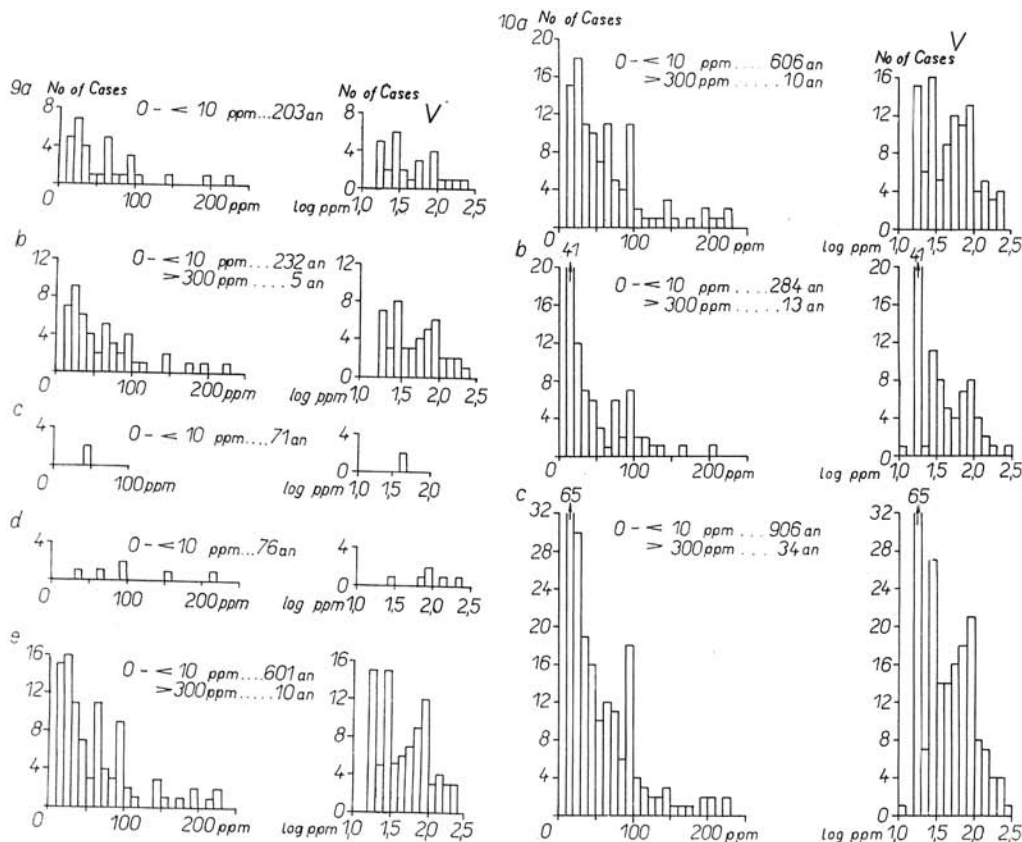 9a No of Cases
8
4
0 – < 10 ppm...203 an
0 100 200 ppm
No of Cases
V
8
4
0
log ppm 1,0 1,5 2,0 2,5
b
12
8
4
0 – < 10 ppm....232 an
> 300 ppm.....5 an
0 100 200 ppm
12
8
4
0
log ppm 1,0 1,5 2,0 2,5
c
4
0 – < 10 ppm....71 an
0 100 ppm
4
0
log ppm 1,0 1,5 2,0
d
4
0 – < 10 ppm...76 an
0 100 200 ppm
4
0
log ppm 1,0 1,5 2,0 2,5
e
16
12
8
4
0 – < 10 ppm....601 an
> 300 ppm.....10 an
0 100 200 ppm
16
12
8
4
0
log ppm 1,0 1,5 2,0 2,5
10a No of Cases
20
16
12
8
4
0 – < 10 ppm....606 an
> 300 ppm.....10 an
0 100 200 ppm
V
No of Cases
16
12
8
4
0
log ppm 1,0 1,5 2,0 2,5
b
41
20
16
12
8
4
0 – < 10 ppm....284 an
> 300 ppm.....13 an
0 100 200 ppm
41
20
16
12
8
4
0
log ppm 1,0 1,5 2,0 2,5
c
65
32
28
24
20
16
12
8
4
0 – < 10 ppm...906 an
> 300 ppm...34 an
0 100 200 ppm
65
32
28
24
20
16
12
8
4
0
log ppm 1,0 1,5 2,0 2,5